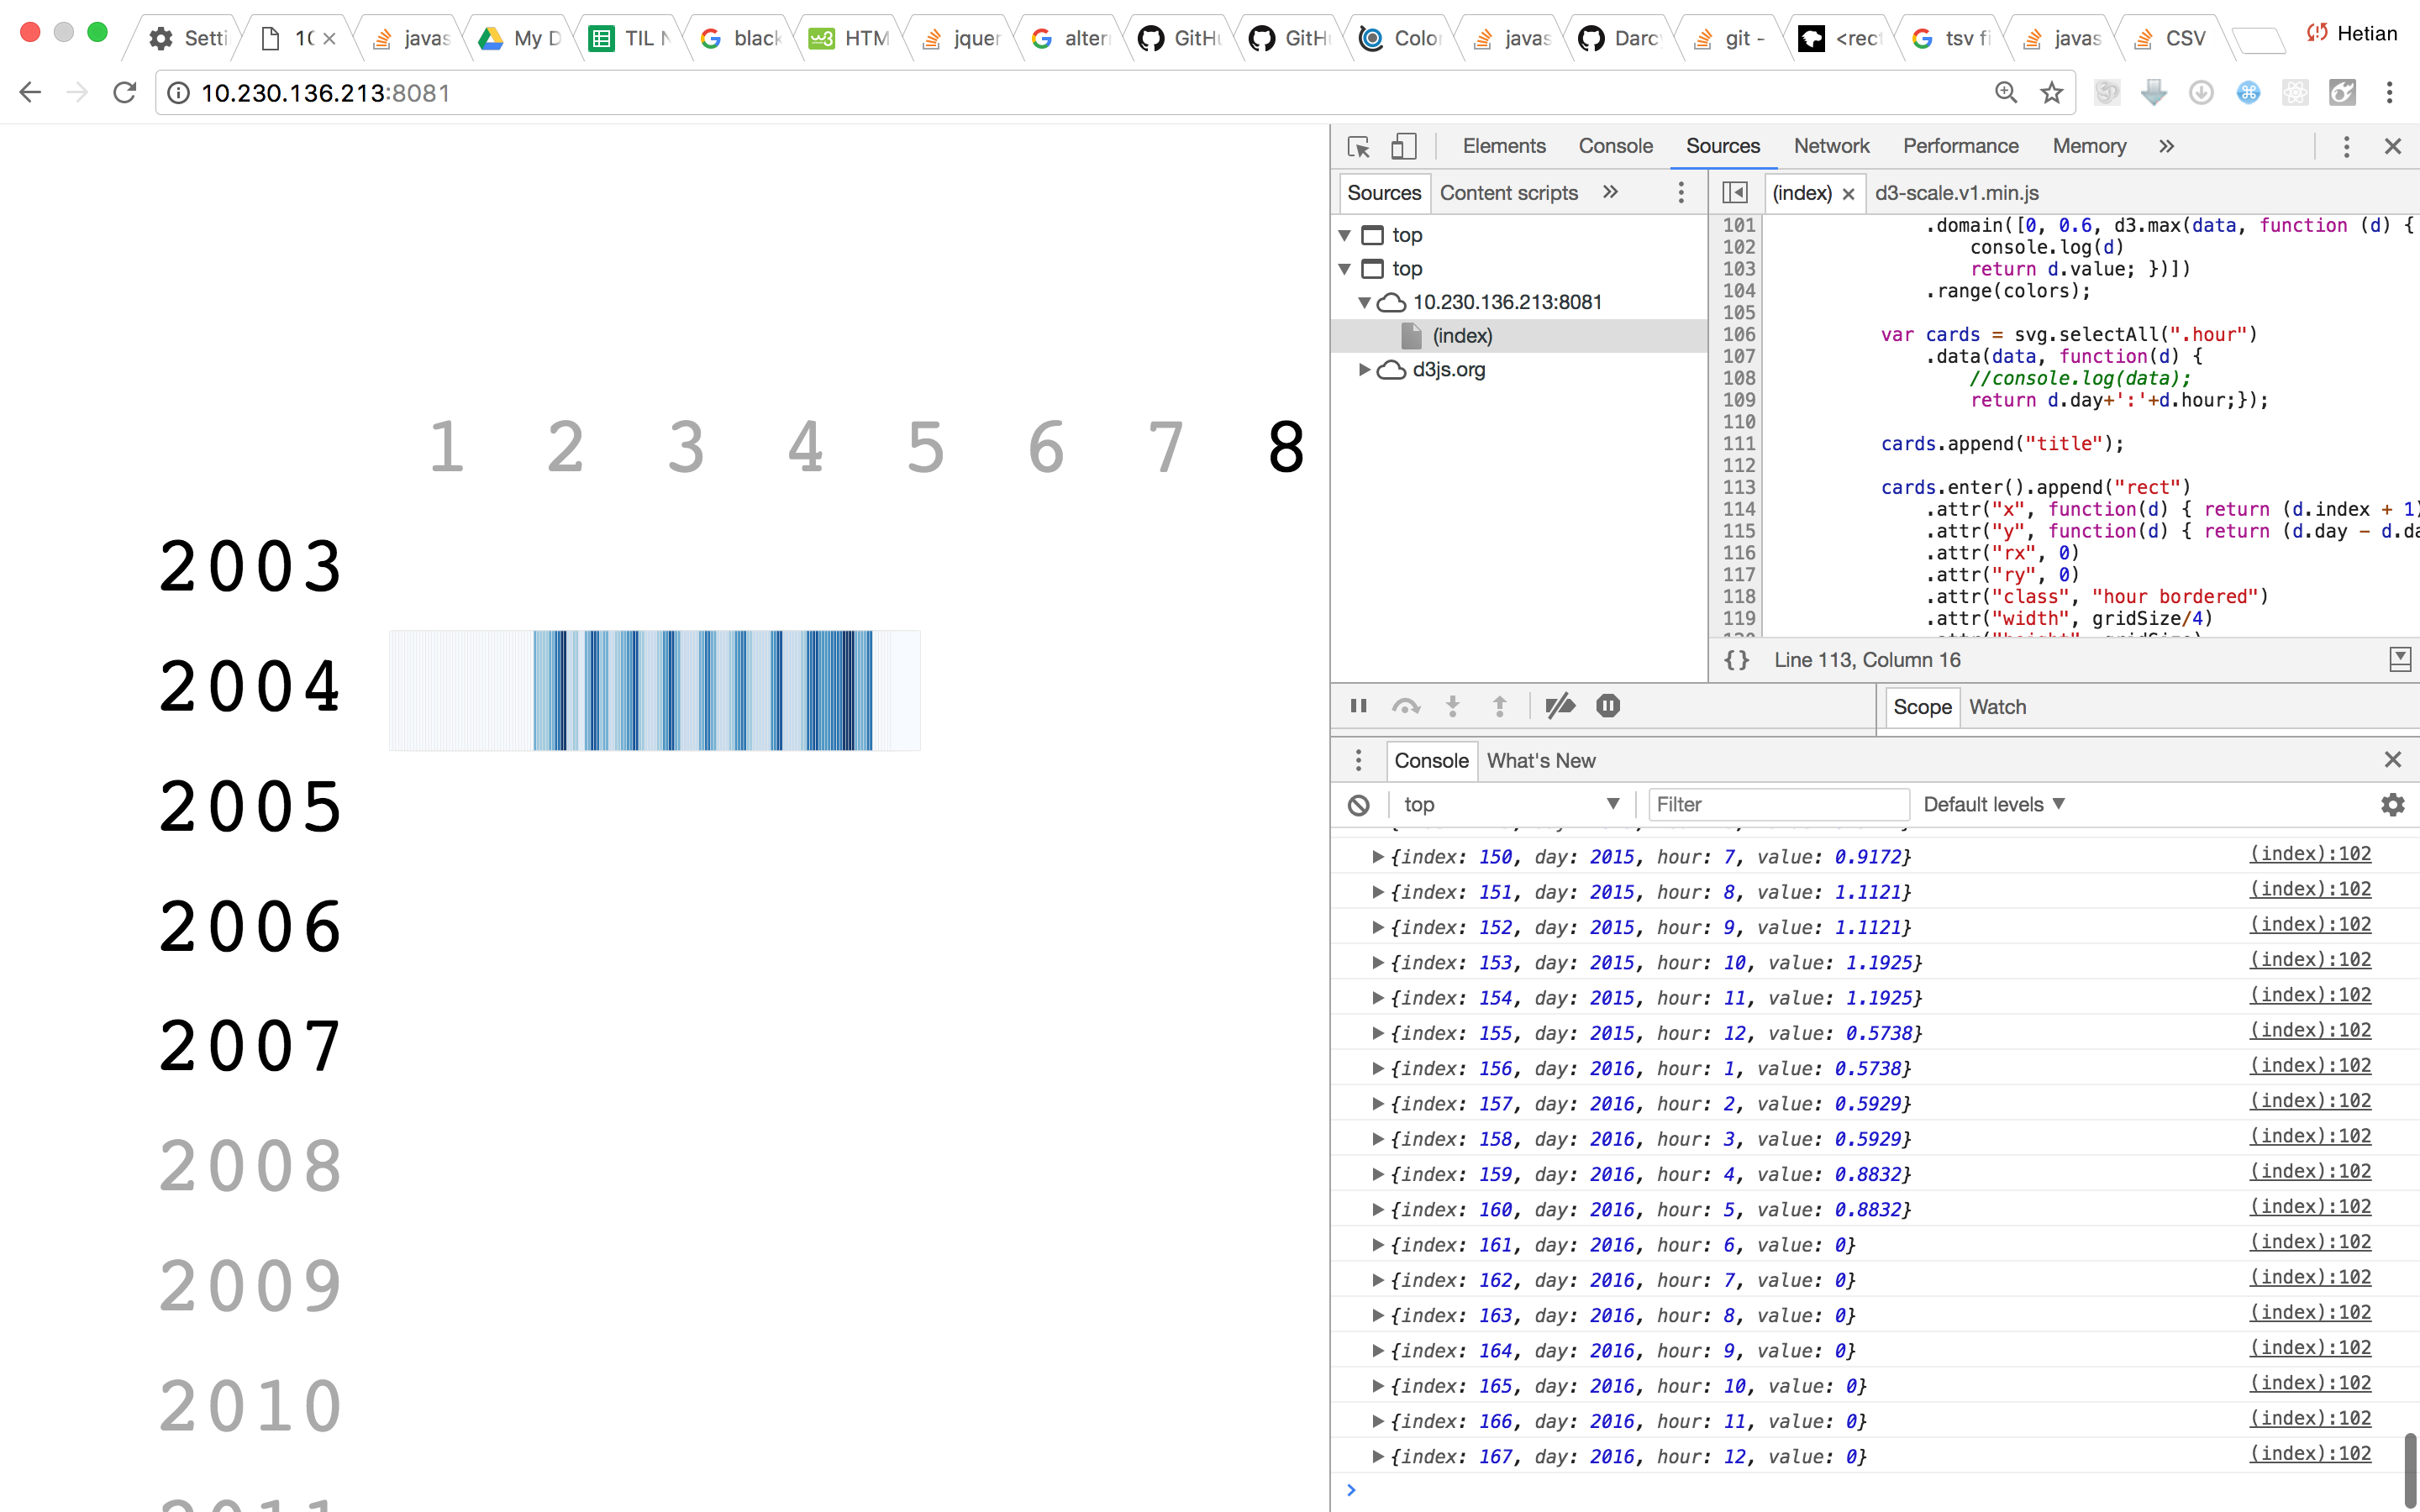 Setti 10 javas My D TIL N black HTM jquer alter GitHu GitHu Color javas Darcy git - <rect tsv fi javas CSV Hetian
10.230.136.213:8081
Elements Console Sources Network Performance Memory »
Sources Content scripts » (index) × d3-scale.v1.min.js
top
top
10.230.136.213:8081
(index)
d3js.org
101 .domain([0, 0.6, d3.max(data, function (d) {
102 console.log(d)
103 return d.value; })])
104 .range(colors);
105
106 var cards = svg.selectAll(".hour")
107 .data(data, function(d) {
108 //console.log(data);
109 return d.day+':'+d.hour;});
110
111 cards.append("title");
112
113 cards.enter().append("rect")
114 .attr("x", function(d) { return (d.index + 1)
115 .attr("y", function(d) { return (d.day - d.da
116 .attr("rx", 0)
117 .attr("ry", 0)
118 .attr("class", "hour bordered")
119 .attr("width", gridSize/4)
{} Line 113, Column 16
Scope Watch
Console What's New
top Filter Default levels
{index: 150, day: 2015, hour: 7, value: 0.9172} (index):102
{index: 151, day: 2015, hour: 8, value: 1.1121} (index):102
{index: 152, day: 2015, hour: 9, value: 1.1121} (index):102
{index: 153, day: 2015, hour: 10, value: 1.1925} (index):102
{index: 154, day: 2015, hour: 11, value: 1.1925} (index):102
{index: 155, day: 2015, hour: 12, value: 0.5738} (index):102
{index: 156, day: 2016, hour: 1, value: 0.5738} (index):102
{index: 157, day: 2016, hour: 2, value: 0.5929} (index):102
{index: 158, day: 2016, hour: 3, value: 0.5929} (index):102
{index: 159, day: 2016, hour: 4, value: 0.8832} (index):102
{index: 160, day: 2016, hour: 5, value: 0.8832} (index):102
{index: 161, day: 2016, hour: 6, value: 0} (index):102
{index: 162, day: 2016, hour: 7, value: 0} (index):102
{index: 163, day: 2016, hour: 8, value: 0} (index):102
{index: 164, day: 2016, hour: 9, value: 0} (index):102
{index: 165, day: 2016, hour: 10, value: 0} (index):102
{index: 166, day: 2016, hour: 11, value: 0} (index):102
{index: 167, day: 2016, hour: 12, value: 0} (index):102
1 2 3 4 5 6 7 8
2003
2004
2005
2006
2007
2008
2009
2010
2011